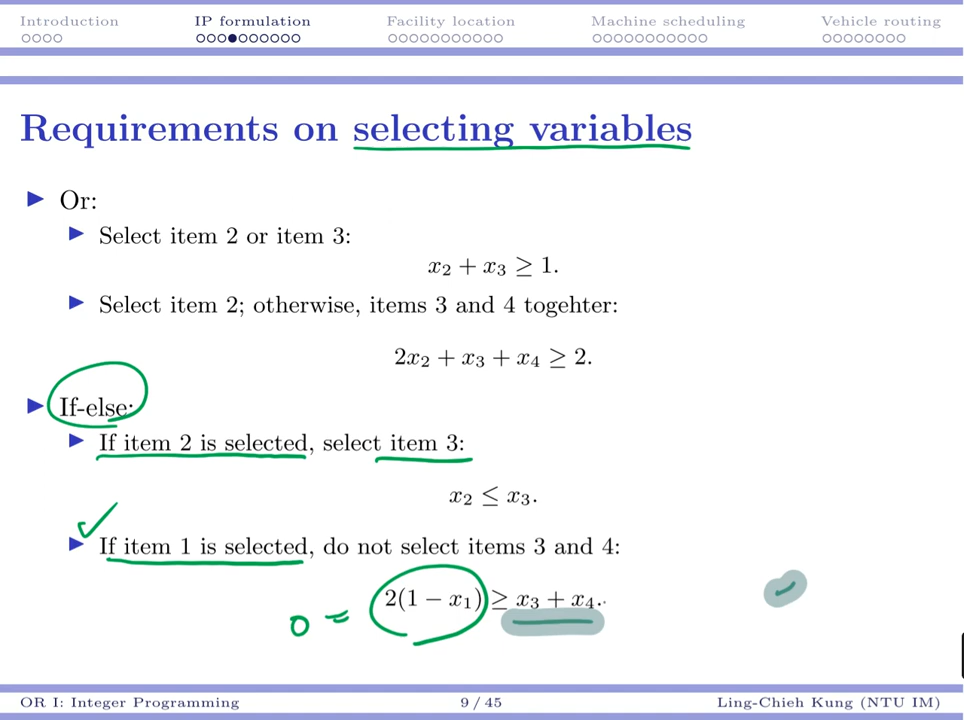 Introduction IP formulation Facility location Machine scheduling Vehicle routing
Requirements on selecting variables
Or:
Select item 2 or item 3:
x₂ + x₃ ≥ 1.
Select item 2; otherwise, items 3 and 4 togehter:
2x₂ + x₃ + x₄ ≥ 2.
If-else:
If item 2 is selected, select item 3:
x₂ ≤ x₃.
If item 1 is selected, do not select items 3 and 4:
2(1 − x₁) ≥ x₃ + x₄.
0 =
OR I: Integer Programming 9 / 45 Ling-Chieh Kung (NTU IM)